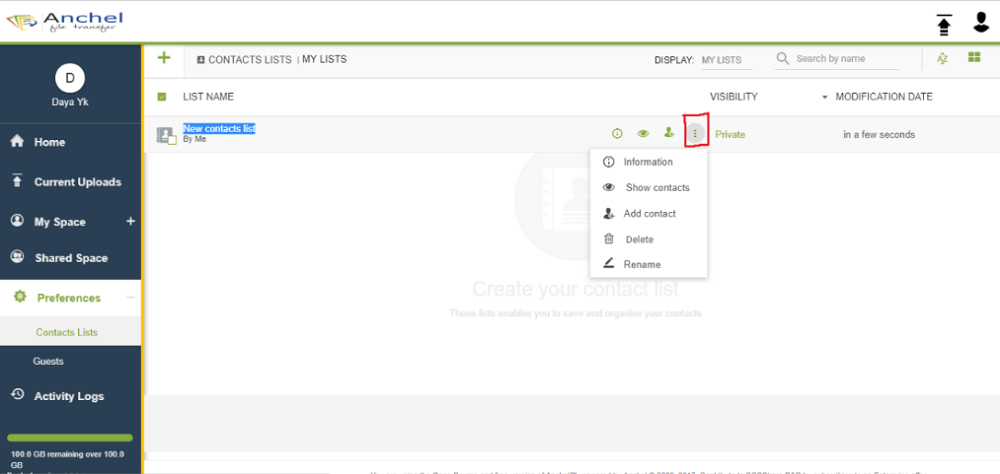 Anchel
file transfer
D
Daya Yk
Home
Current Uploads
My Space
Shared Space
Preferences
Contacts Lists
Guests
Activity Logs
100.0 GB remaining over 100.0
GB
CONTACTS LISTS | MY LISTS
DISPLAY: MY LISTS
Search by name
AZ
LIST NAME
VISIBILITY
MODIFICATION DATE
New contacts list
By Me
Private
in a few seconds
Information
Show contacts
Add contact
Delete
Rename
Create your contact list
These lists enables you to save and organise your contacts